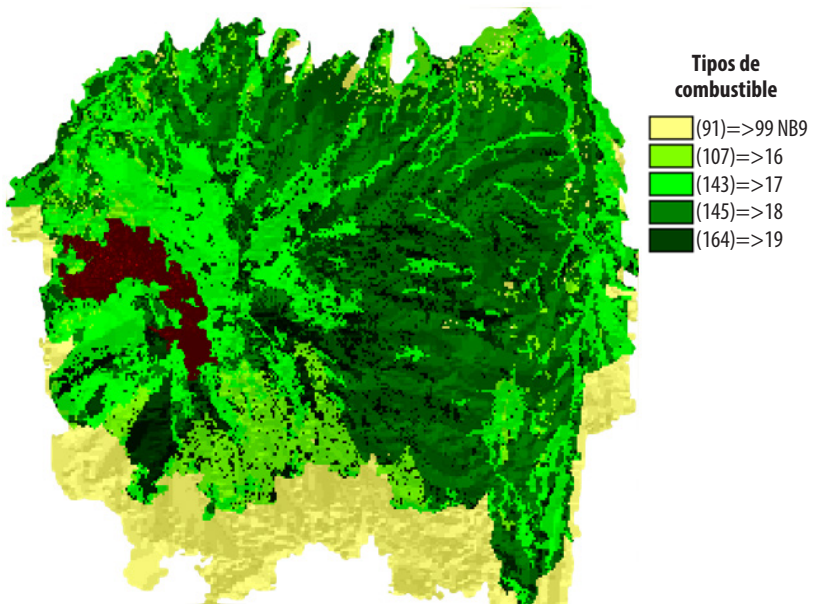 Tipos de
combustible
(91)=>99 NB9
(107)=>16
(143)=>17
(145)=>18
(164)=>19